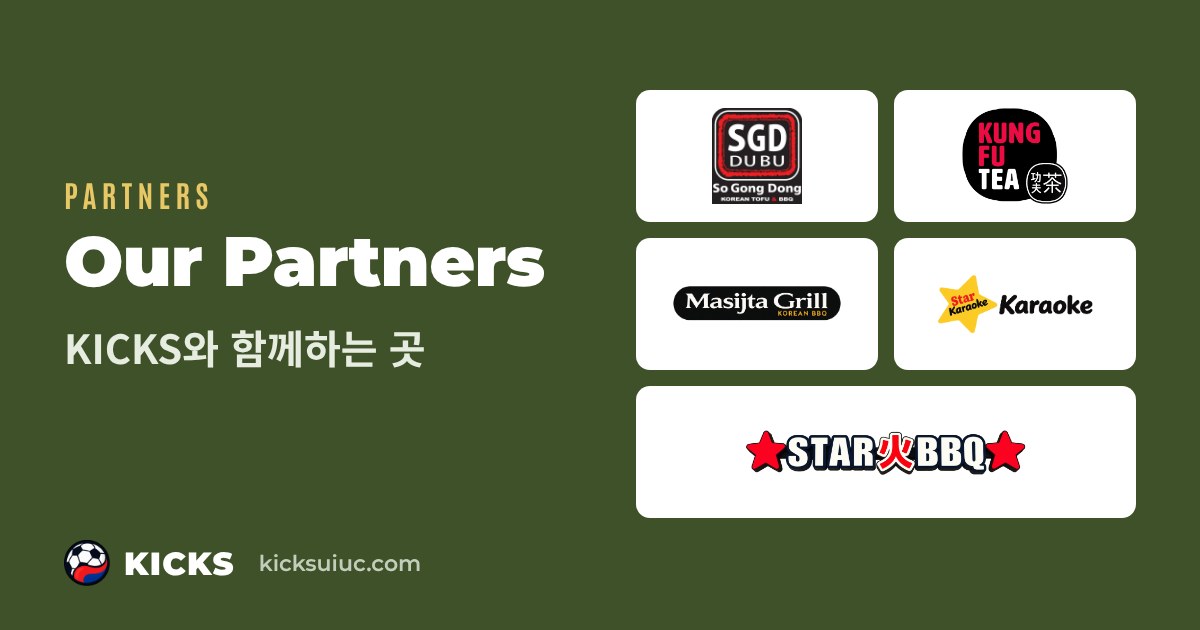 PARTNERS
Our Partners
KICKS와 함께하는 곳
SGD
DUBU
So Gong Dong
KOREAN TOFU & BBQ
KUNG
FU
TEA
功夫茶
Masijta Grill
KOREAN BBQ
Star
Karaoke
Karaoke
STAR火BBQ
KICKS
kicksuiuc.com